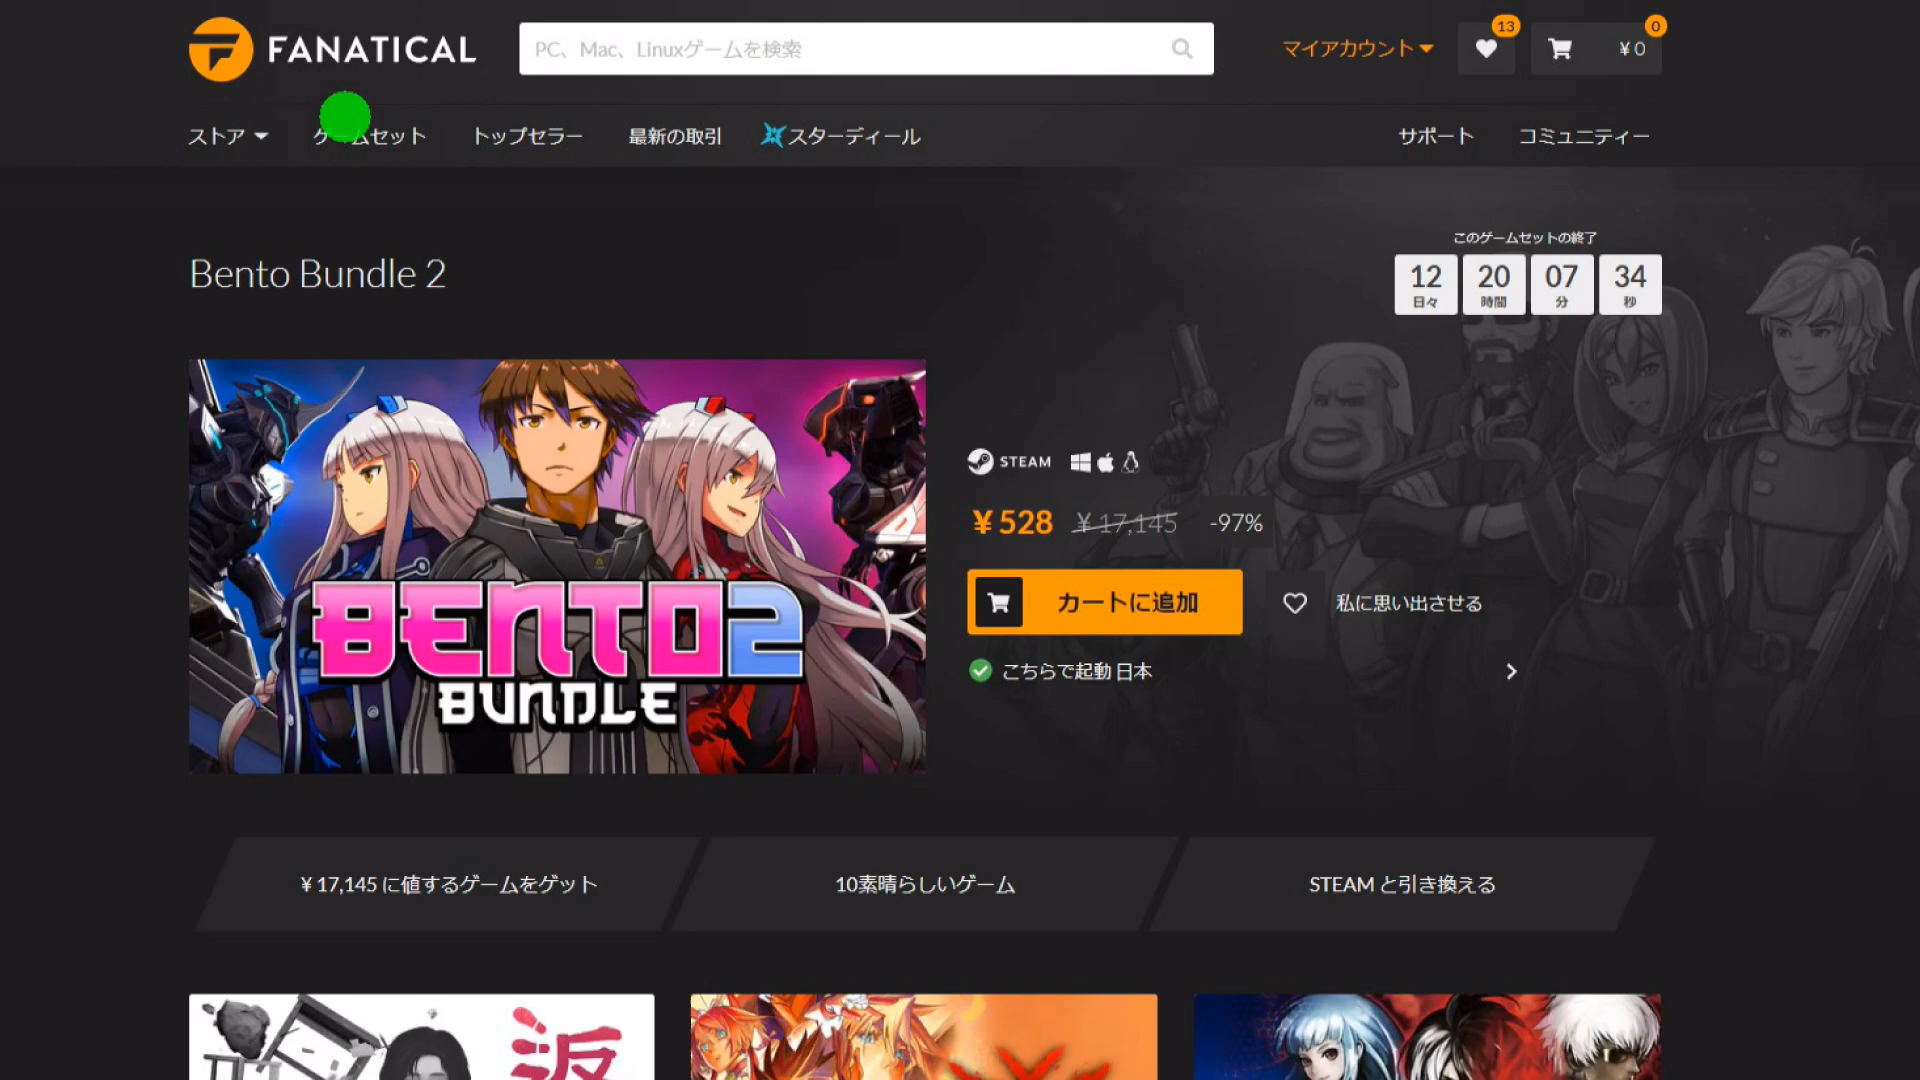 FANATICAL
PC、Mac、Linuxゲームを検索
マイアカウント
13
¥0
0
ストア
ゲームセット
トップセラー
最新の取引
スターディール
サポート
コミュニティー
Bento Bundle 2
このゲームセットの終了
12 20 07 34
日々 時間 分 秒
BENTO2
BUNDLE
STEAM
¥528 ¥17,145 -97%
カートに追加
私に思い出させる
こちらで起動 日本
¥17,145 に値するゲームをゲット
10素晴らしいゲーム
STEAM と引き換える
返